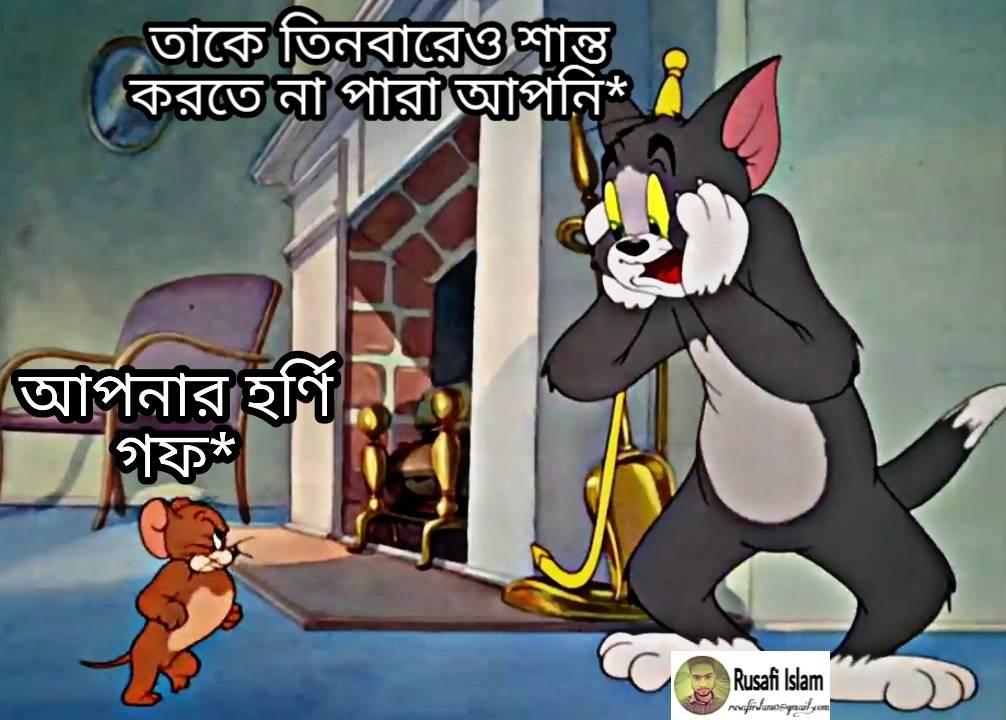 তাকে তিনবারেও শান্ত
করতে না পারা আপনি*
আপনার হর্ণি
গফ*
Rusafi Islam